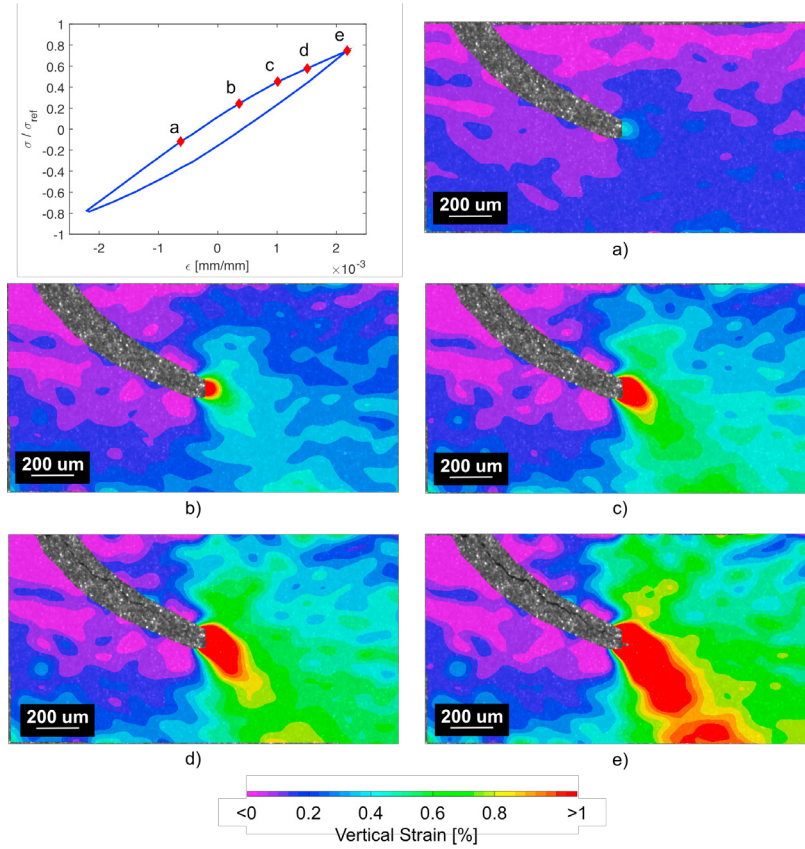 1
0.8
0.6
0.4
0.2
0
-0.2
-0.4
-0.6
-0.8
-1
σ / σref
a
b
c
d
e
-2 -1 0 1 2
ϵ [mm/mm]
×10⁻³
200 um
a)
200 um
b)
200 um
c)
200 um
d)
200 um
e)
<0 0.2 0.4 0.6 0.8 >1
Vertical Strain [%]